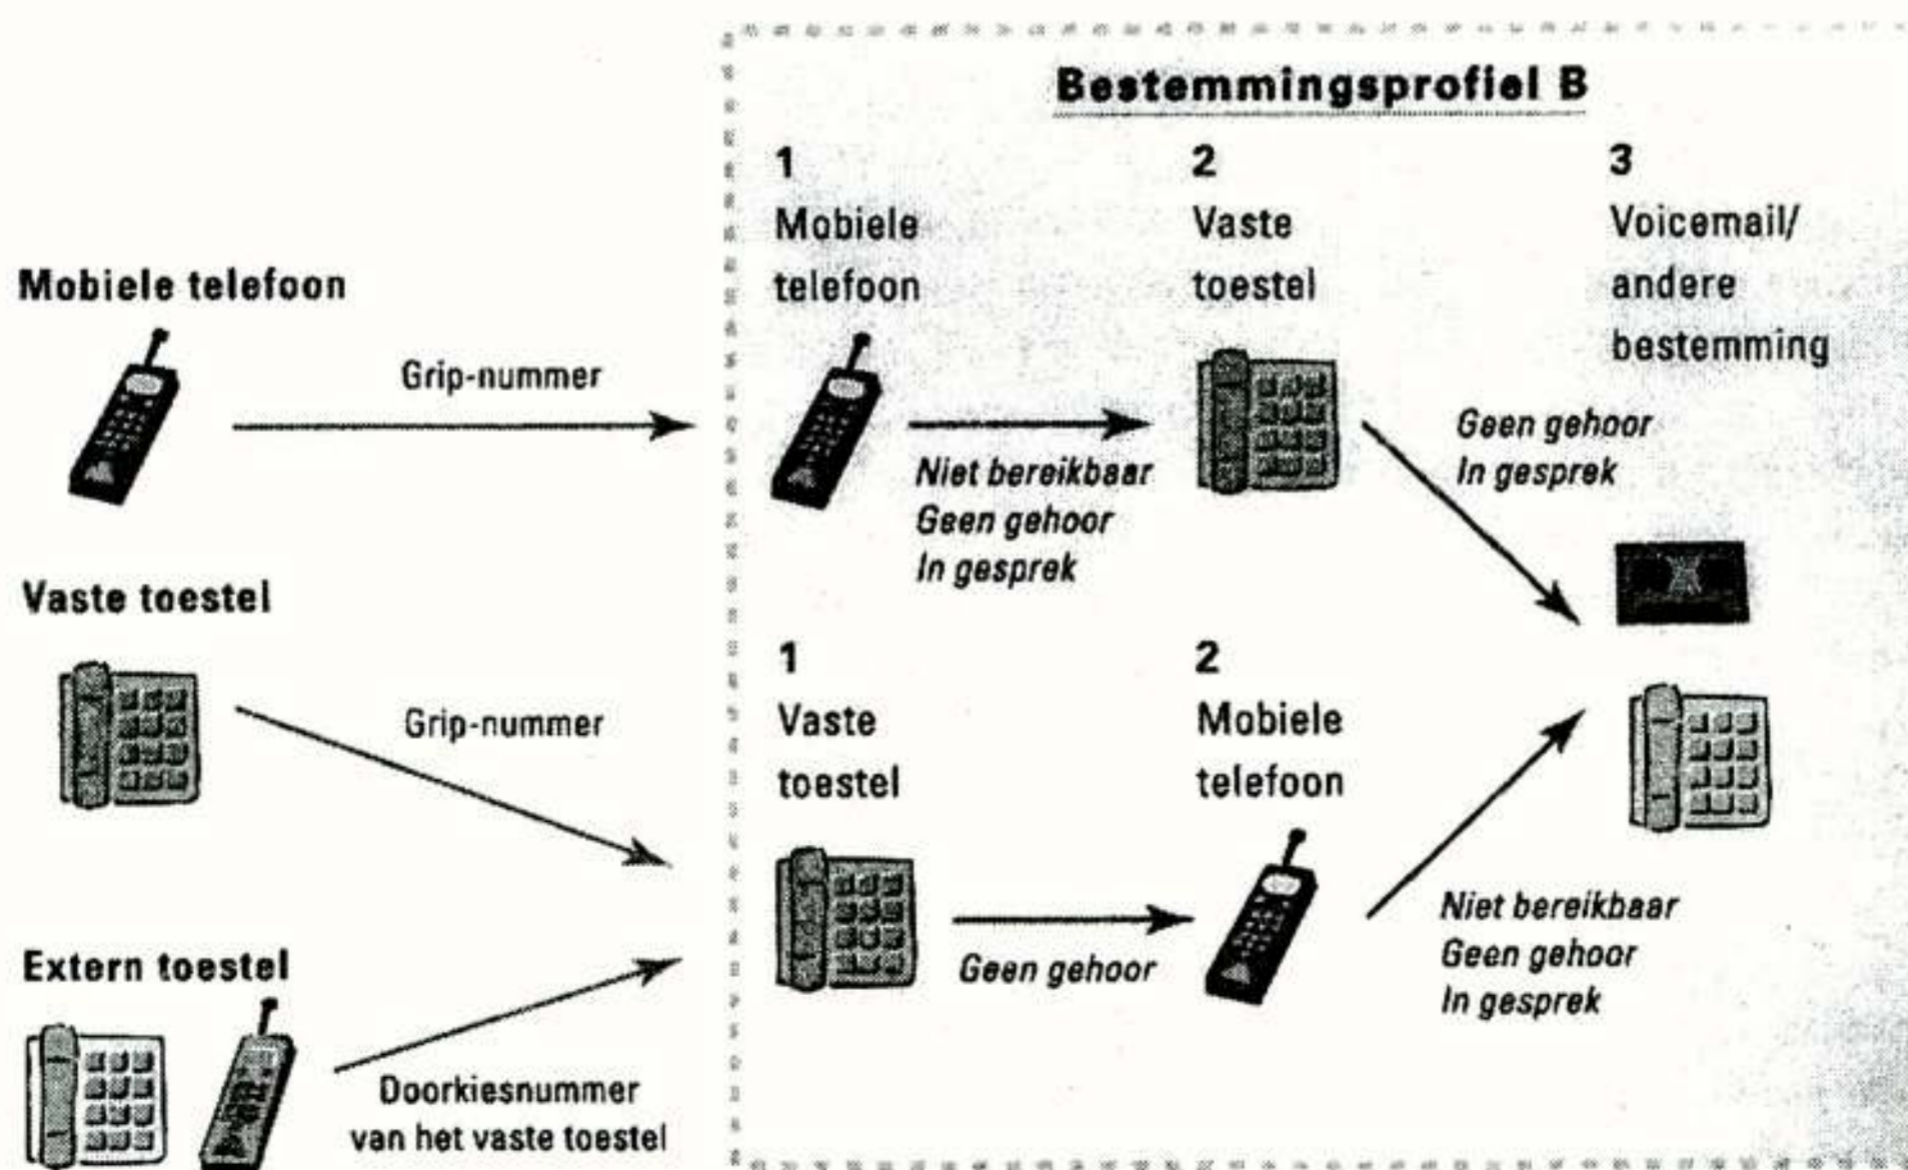 Bestemmingsprofiel B
Mobiele telefoon
Grip-nummer
Vaste toestel
Grip-nummer
Extern toestel
Doorkiesnummer
van het vaste toestel
1
Mobiele
telefoon
Niet bereikbaar
Geen gehoor
In gesprek
2
Vaste
toestel
Geen gehoor
In gesprek
3
Voicemail/
andere
bestemming
1
Vaste
toestel
Geen gehoor
2
Mobiele
telefoon
Niet bereikbaar
Geen gehoor
In gesprek